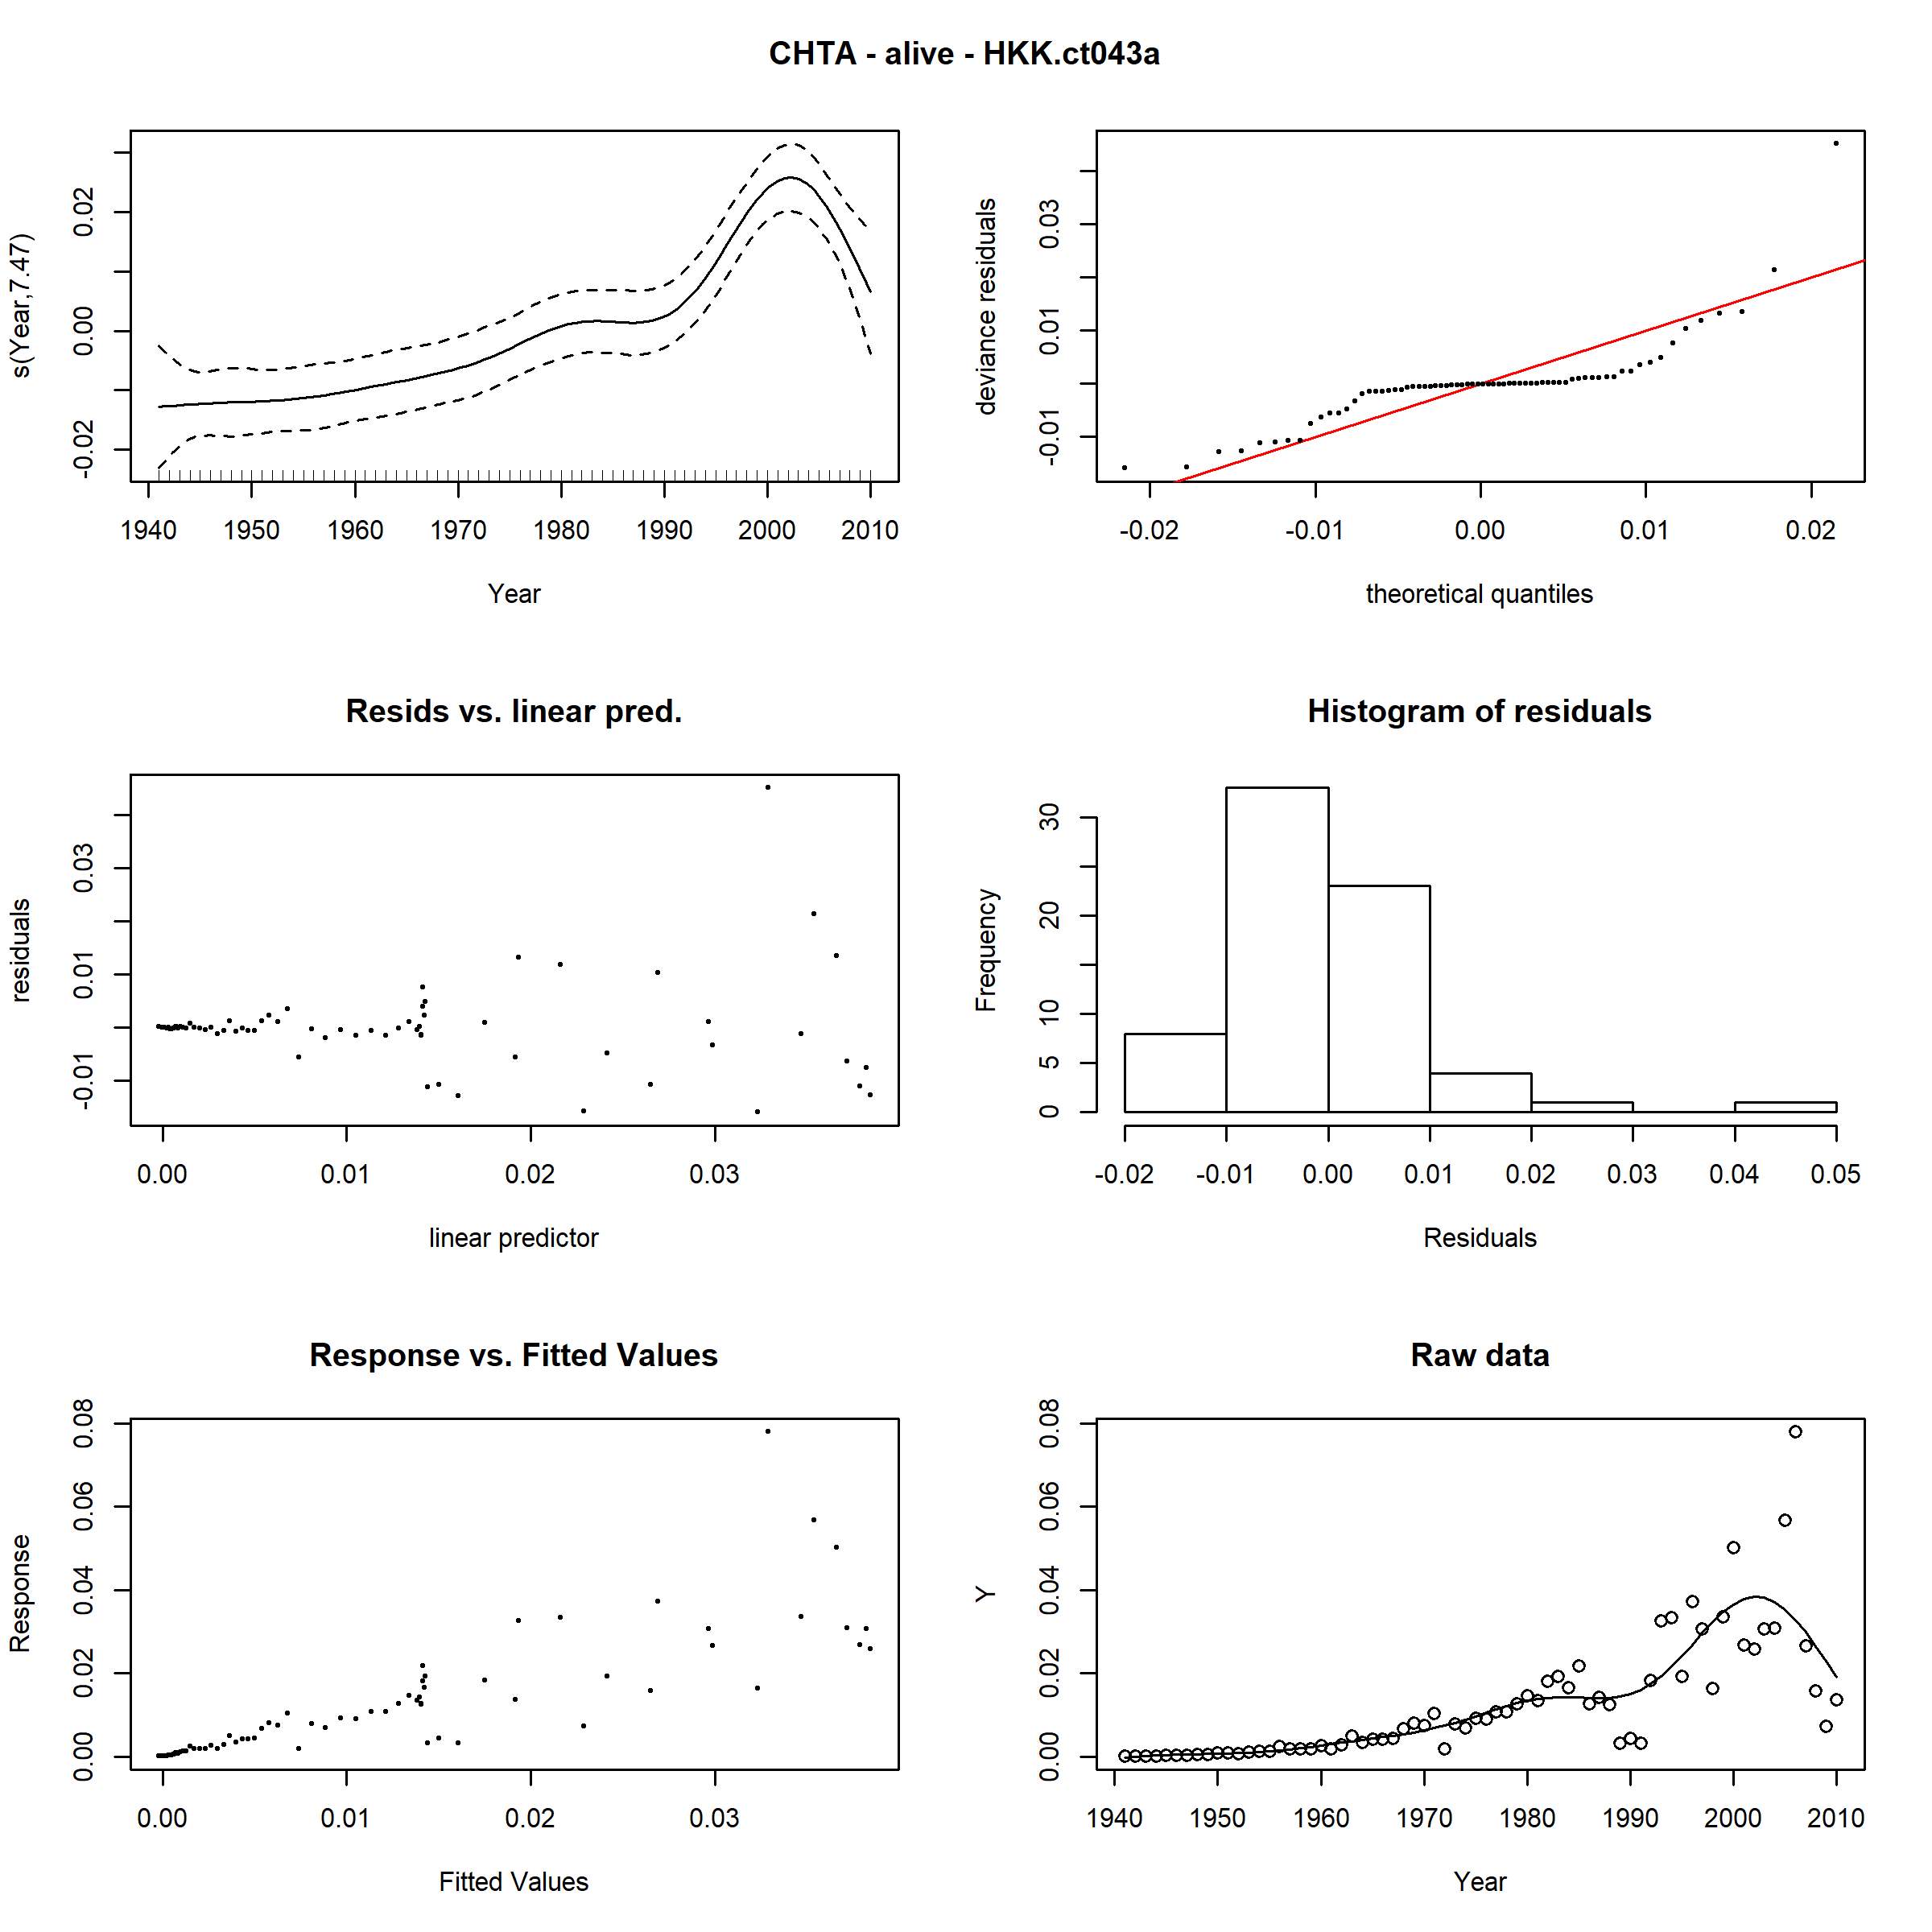 CHTA - alive - HKK.ct043a
s(Year,7.47)
-0.02 0.00 0.02
1940 1950 1960 1970 1980 1990 2000 2010
Year
deviance residuals
-0.01 0.01 0.03
-0.02 -0.01 0.00 0.01 0.02
theoretical quantiles
Resids vs. linear pred.
residuals
-0.01 0.01 0.03
0.00 0.01 0.02 0.03
linear predictor
Histogram of residuals
Frequency
0 5 10 20 30
-0.02 -0.01 0.00 0.01 0.02 0.03 0.04 0.05
Residuals
Response vs. Fitted Values
Response
0.00 0.02 0.04 0.06 0.08
0.00 0.01 0.02 0.03
Fitted Values
Raw data
Y
0.00 0.02 0.04 0.06 0.08
1940 1950 1960 1970 1980 1990 2000 2010
Year